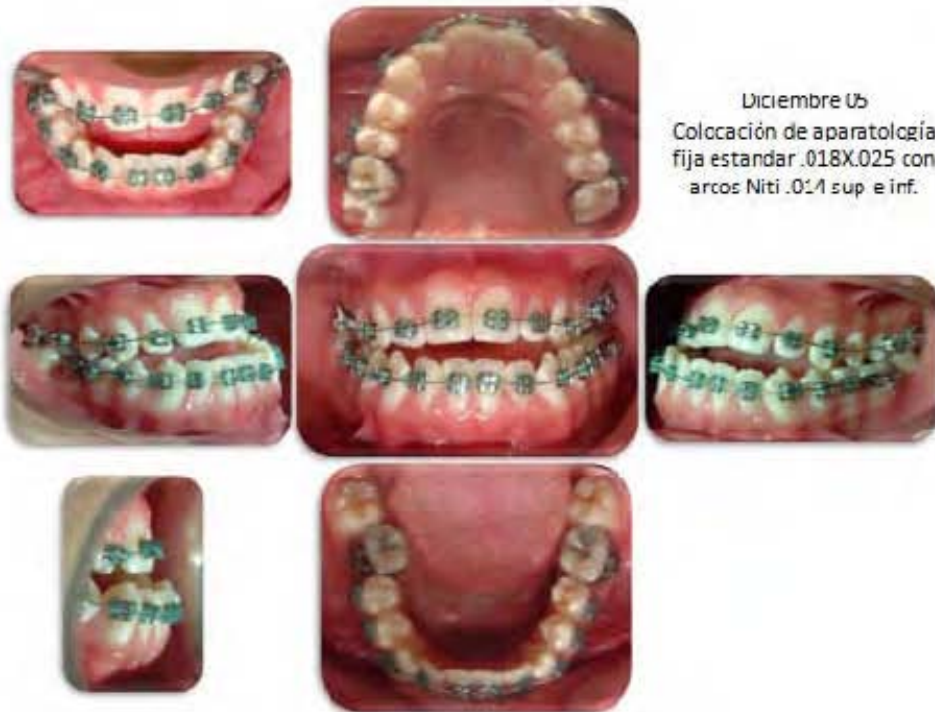 Diciembre 05
Colocación de aparatología
fija estandar .018X.025 con
arcos Niti .014 sup e inf.